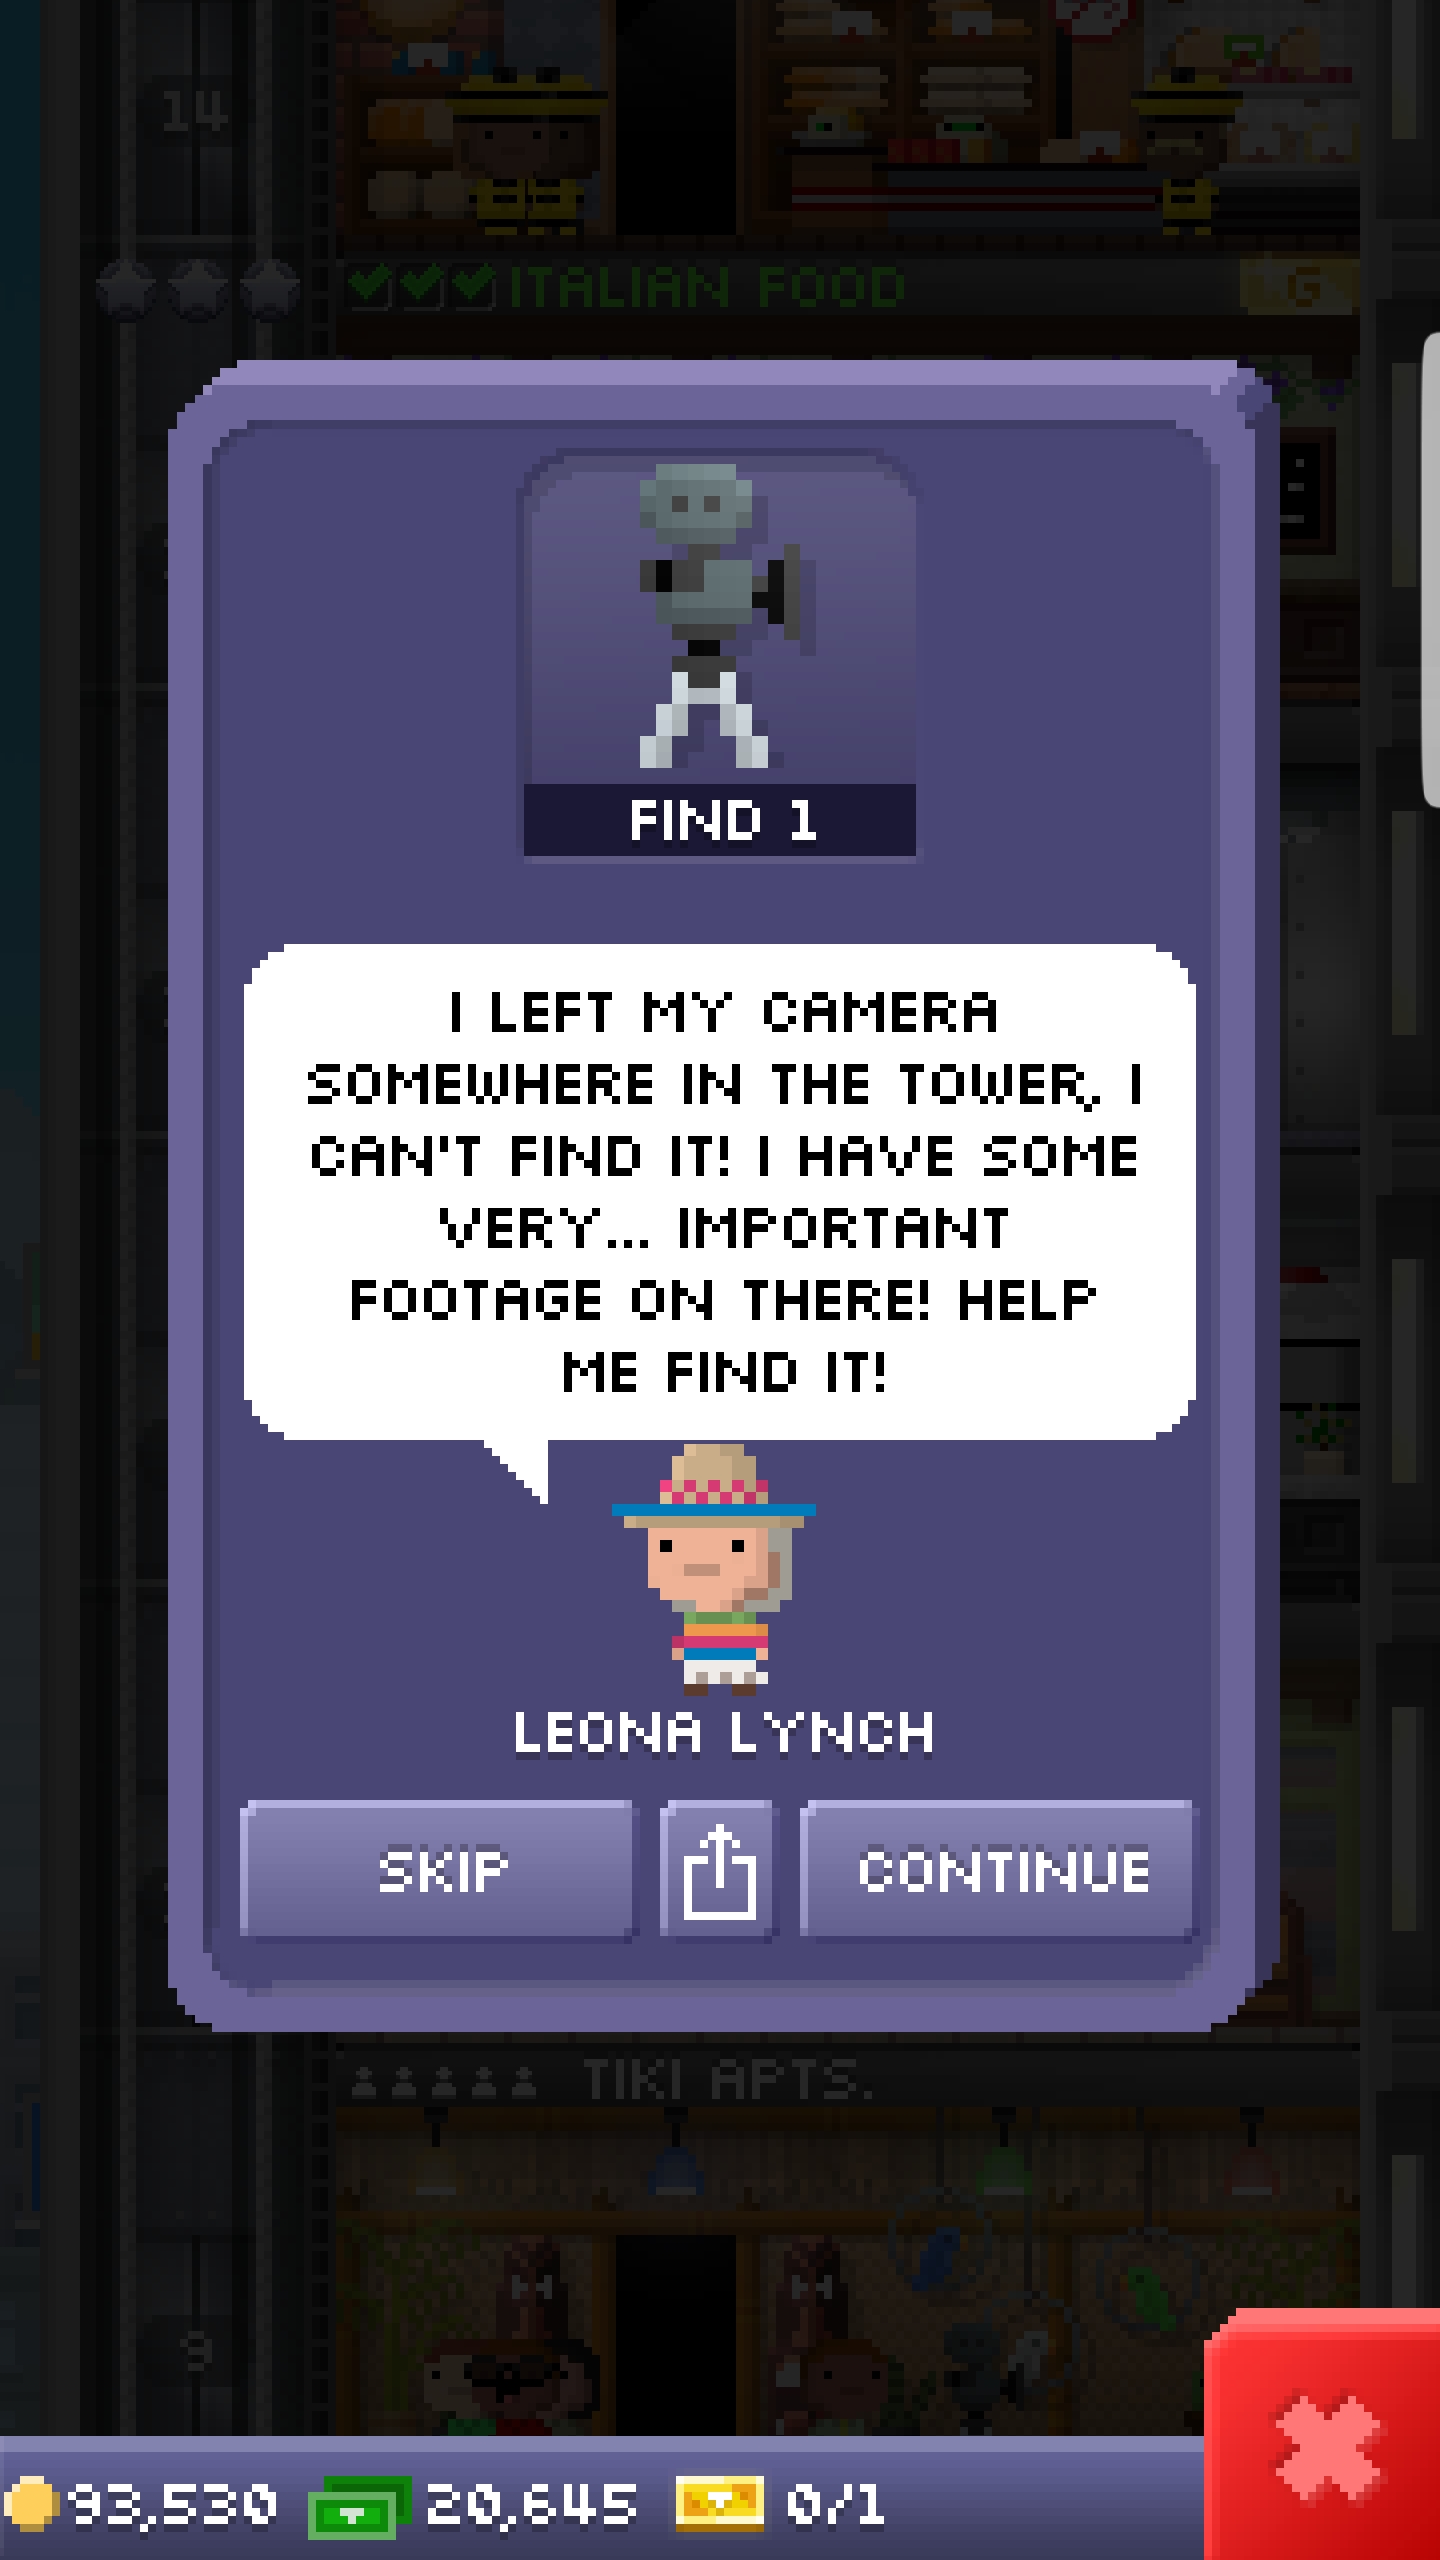 14
ITALIAN FOOD
G
FIND 1
I LEFT MY CAMERA
SOMEWHERE IN THE TOWER, I
CAN'T FIND IT! I HAVE SOME
VERY... IMPORTANT
FOOTAGE ON THERE! HELP
ME FIND IT!
LEONA LYNCH
SKIP
CONTINUE
TIKI APTS.
9
93,530 20,645 0/1